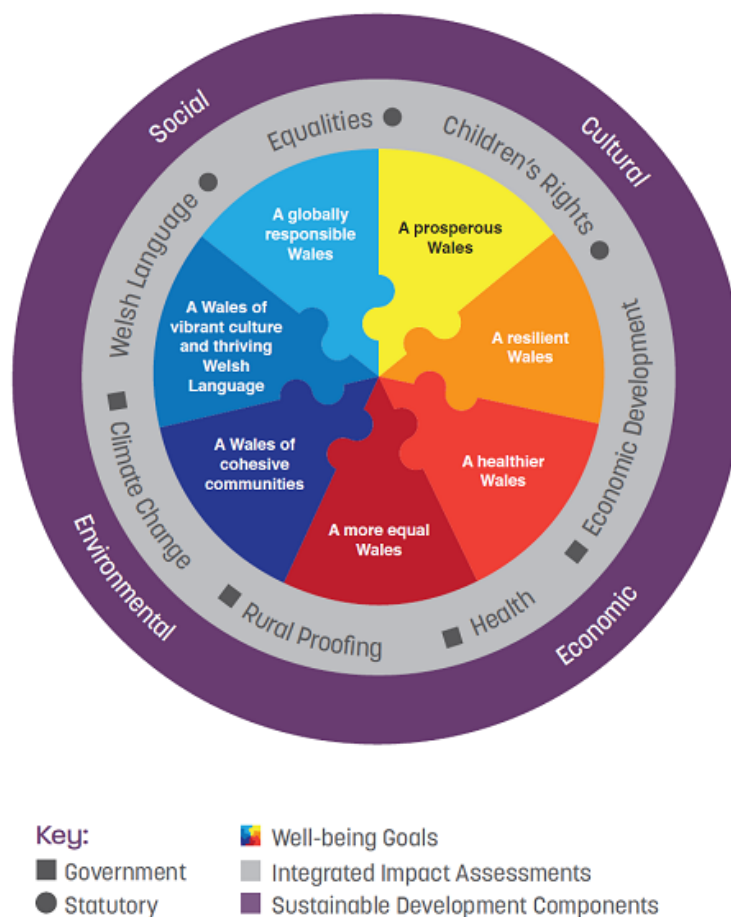 Social
Cultural
Environmental
Economic
Equalities
Children's Rights
Welsh Language
Economic Development
Climate Change
Rural Proofing
Health
A globally
responsible
Wales
A prosperous
Wales
A Wales of
vibrant culture
and thriving
Welsh
Language
A resilient
Wales
A Wales of
cohesive
communities
A healthier
Wales
A more equal
Wales
Key:
Government
Statutory
Well-being Goals
Integrated Impact Assessments
Sustainable Development Components